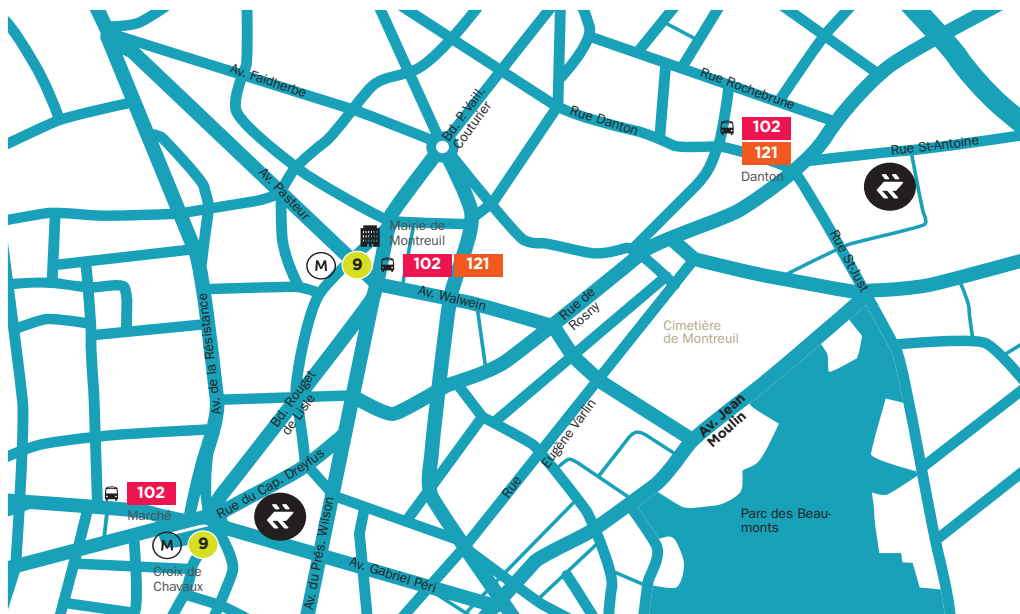 Av. Faidherbe
Bd. P. Vaill.
Couturier
Rue Danton
Rue Rochebrune
102
121
Danton
Rue St-Antoine
Av. Pasteur
Mairie de
Montreuil
M
9
102
121
Av. Walwein
Rue de
Rosny
Rue St-Just
Cimetière
de Montreuil
Av. de la Résistance
Bd. Rouget
de Lisle
Av. Jean
Moulin
Rue Eugène Varlin
Rue du Cap. Dreyfus
102
Marché
M
9
Croix de
Chavaux
Av. du Prés. Wilson
Av. Gabriel Péri
Parc des Beau-
monts